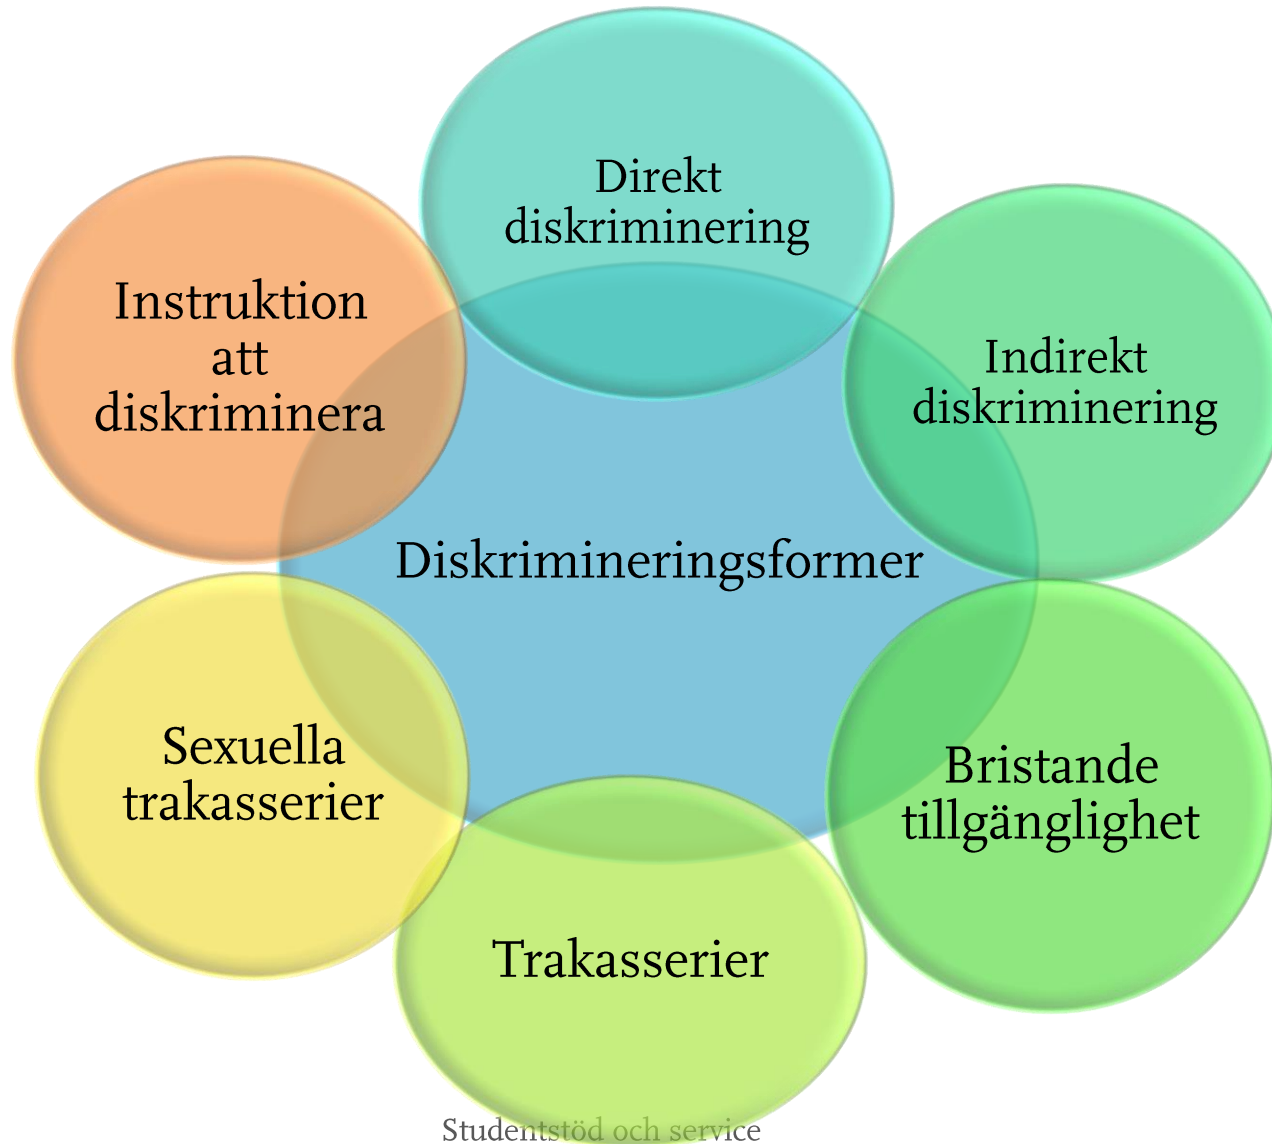 Direkt
diskriminering
Indirekt
diskriminering
Bristande
tillgänglighet
Trakasserier
Sexuella
trakasserier
Instruktion
att
diskriminera
Diskrimineringsformer
Studentstöd och service